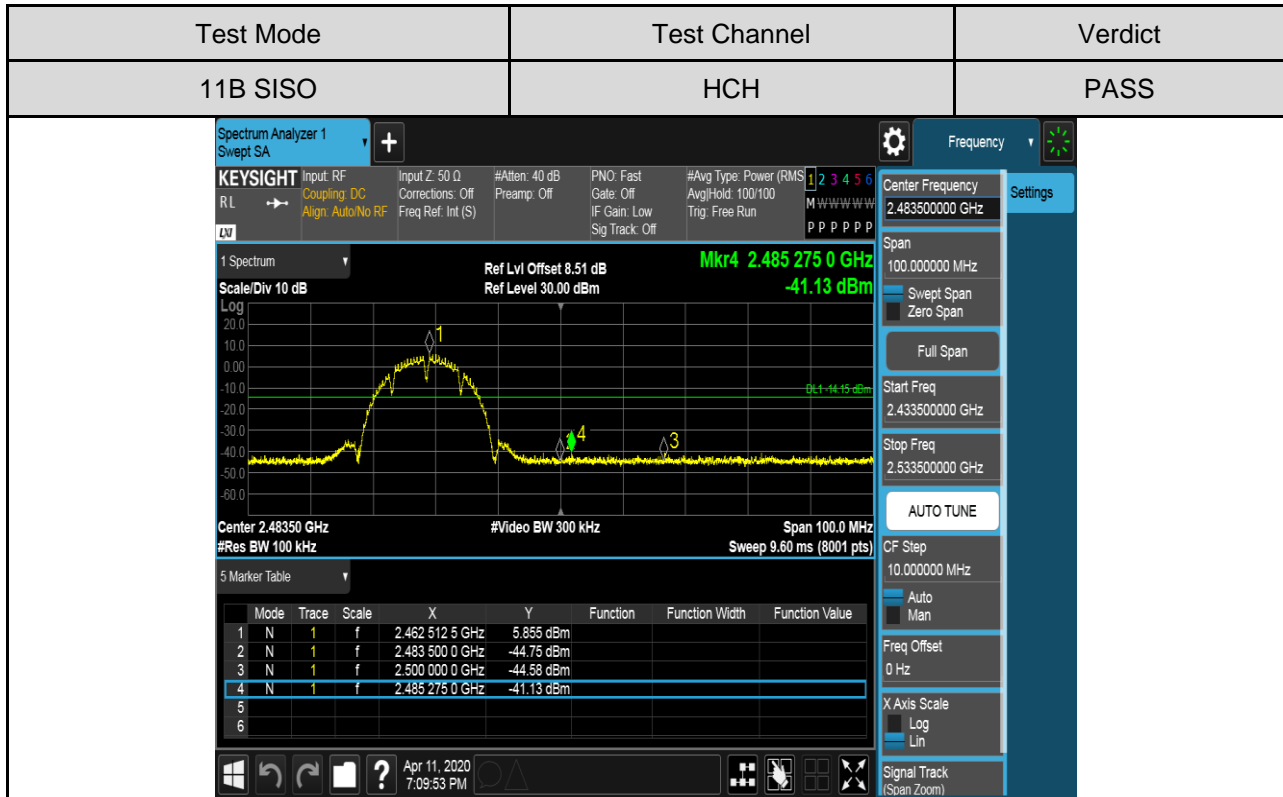 Test Mode Test Channel Verdict
11B SISO HCH PASS
Spectrum Analyzer 1
Swept SA
+
Frequency
KEYSIGHT Input: RF Input Z: 50 Ω #Atten: 40 dB PNO: Fast #Avg Type: Power (RMS 1 2 3 4 5 6
RL Coupling: DC Corrections: Off Preamp: Off Gate: Off Avg|Hold: 100/100 M W W W W W
Align: Auto/No RF Freq Ref: Int (S) IF Gain: Low Trig: Free Run
LXI Sig Track: Off P P P P P P
1 Spectrum
Ref Lvl Offset 8.51 dB Mkr4 2.485 275 0 GHz
Scale/Div 10 dB Ref Level 30.00 dBm -41.13 dBm
Log
20.0
10.0
0.00
-10.0
-20.0
-30.0
-40.0
-50.0
-60.0
1
DL1 -14.15 dBm
4
3
Center 2.48350 GHz #Video BW 300 kHz Span 100.0 MHz
#Res BW 100 kHz Sweep 9.60 ms (8001 pts)
5 Marker Table
Mode Trace Scale X Y Function Function Width Function Value
1 N 1 f 2.462 512 5 GHz 5.855 dBm
2 N 1 f 2.483 500 0 GHz -44.75 dBm
3 N 1 f 2.500 000 0 GHz -44.58 dBm
4 N 1 f 2.485 275 0 GHz -41.13 dBm
5
6
?
Apr 11, 2020
7:09:53 PM
Center Frequency
2.483500000 GHz
Settings
Span
100.000000 MHz
Swept Span
Zero Span
Full Span
Start Freq
2.433500000 GHz
Stop Freq
2.533500000 GHz
AUTO TUNE
CF Step
10.000000 MHz
Auto
Man
Freq Offset
0 Hz
X Axis Scale
Log
Lin
Signal Track
(Span Zoom)